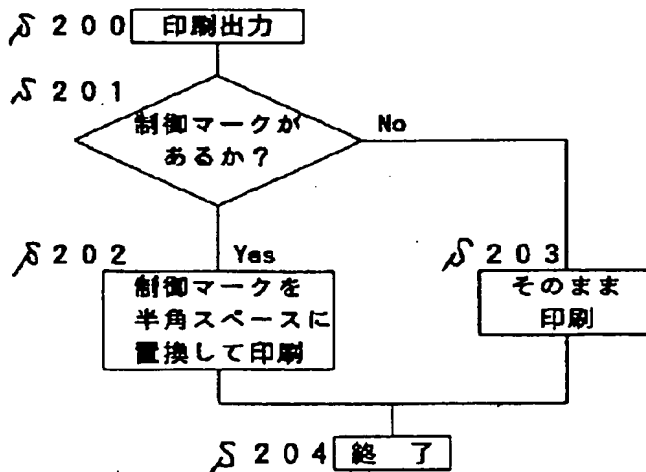 S200 印刷出力
S201
制御マークが
あるか？
No
S202
Yes
制御マークを
半角スペースに
置換して印刷
S203
そのまま
印刷
S204 終 了